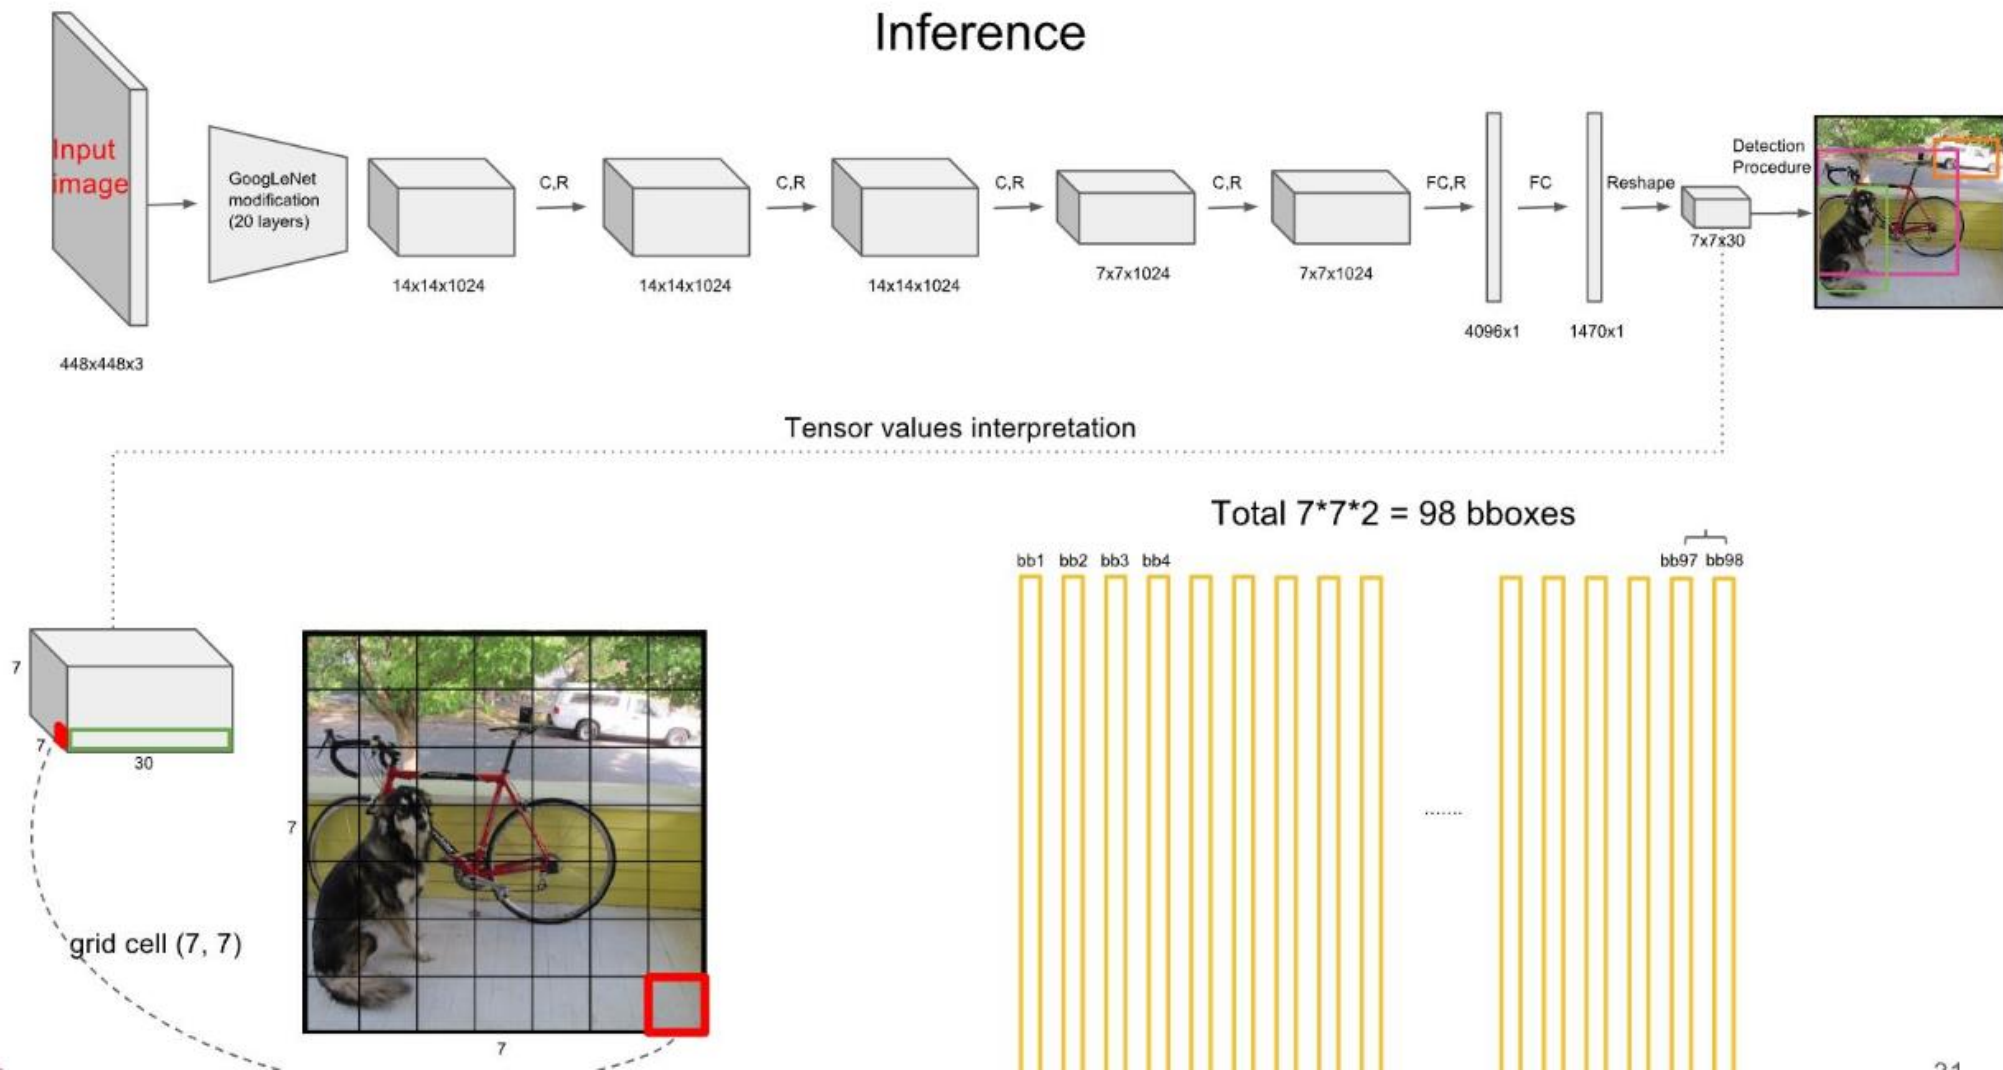 Inference
Input
image
448x448x3
GoogLeNet
modification
(20 layers)
14x14x1024
C,R
14x14x1024
C,R
14x14x1024
C,R
7x7x1024
C,R
7x7x1024
FC,R
4096x1
FC
1470x1
Reshape
7x7x30
Detection
Procedure
Tensor values interpretation
Total 7*7*2 = 98 bboxes
bb1 bb2 bb3 bb4
bb97 bb98
.......
7
7
30
7
7
grid cell (7, 7)